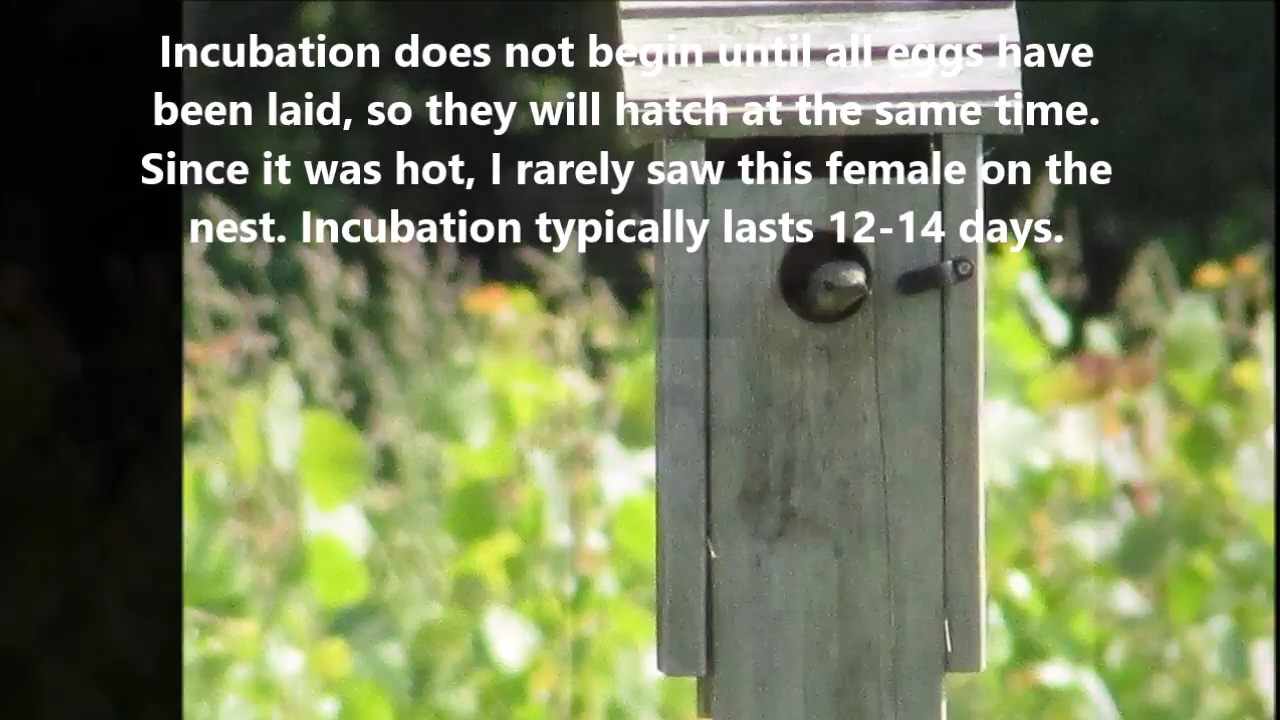 Incubation does not begin until all eggs have
been laid, so they will hatch at the same time.
Since it was hot, I rarely saw this female on the
nest. Incubation typically lasts 12-14 days.